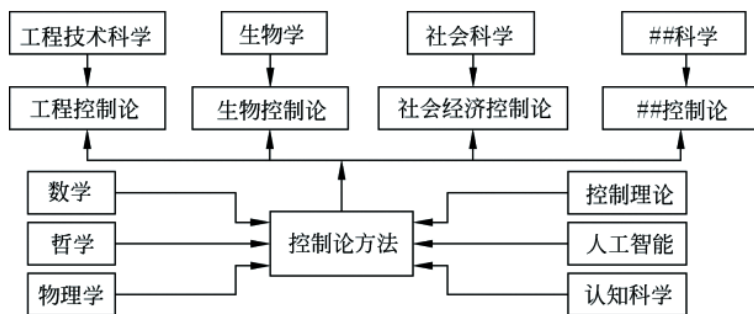 工程技术科学
生物学
社会科学
##科学
工程控制论
生物控制论
社会经济控制论
##控制论
数学
控制理论
哲学
控制论方法
人工智能
物理学
认知科学